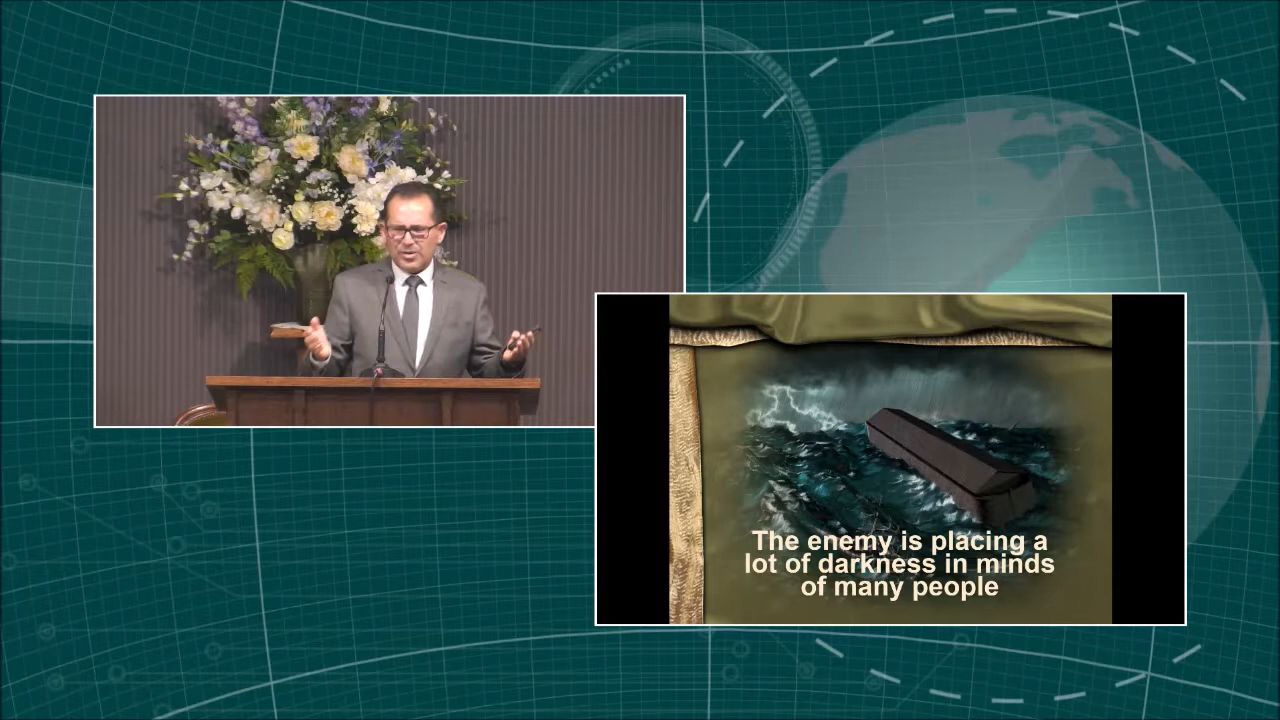 The enemy is placing a
lot of darkness in minds
of many people